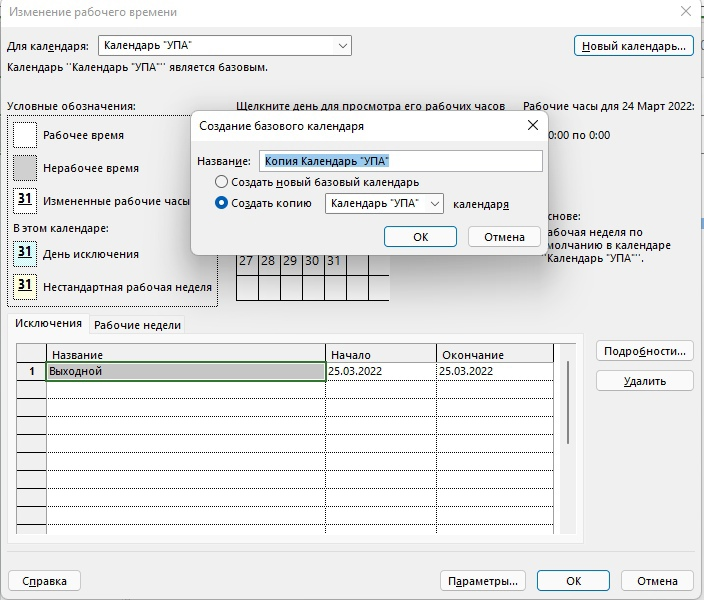 Изменение рабочего времени
Для календаря: Календарь "УПА"
Новый календарь...
Календарь ''Календарь "УПА"'' является базовым.
Условные обозначения:
Щелкните день для просмотра его рабочих часов
Рабочие часы для 24 Март 2022:
Рабочее время
0:00 по 0:00
Нерабочее время
31 Измененные рабочие часы
В этом календаре:
31 День исключения
31 Нестандартная рабочая неделя
Создание базового календаря
Название: Копия Календарь "УПА"
Создать новый базовый календарь
Создать копию Календарь "УПА" календаря
ОК Отмена
снове:
абочая неделя по
молчанию в календаре
''Календарь "УПА"''.
27 28 29 30 31
Исключения Рабочие недели
Название Начало Окончание
1 Выходной 25.03.2022 25.03.2022
Подробности...
Удалить
Справка Параметры... ОК Отмена